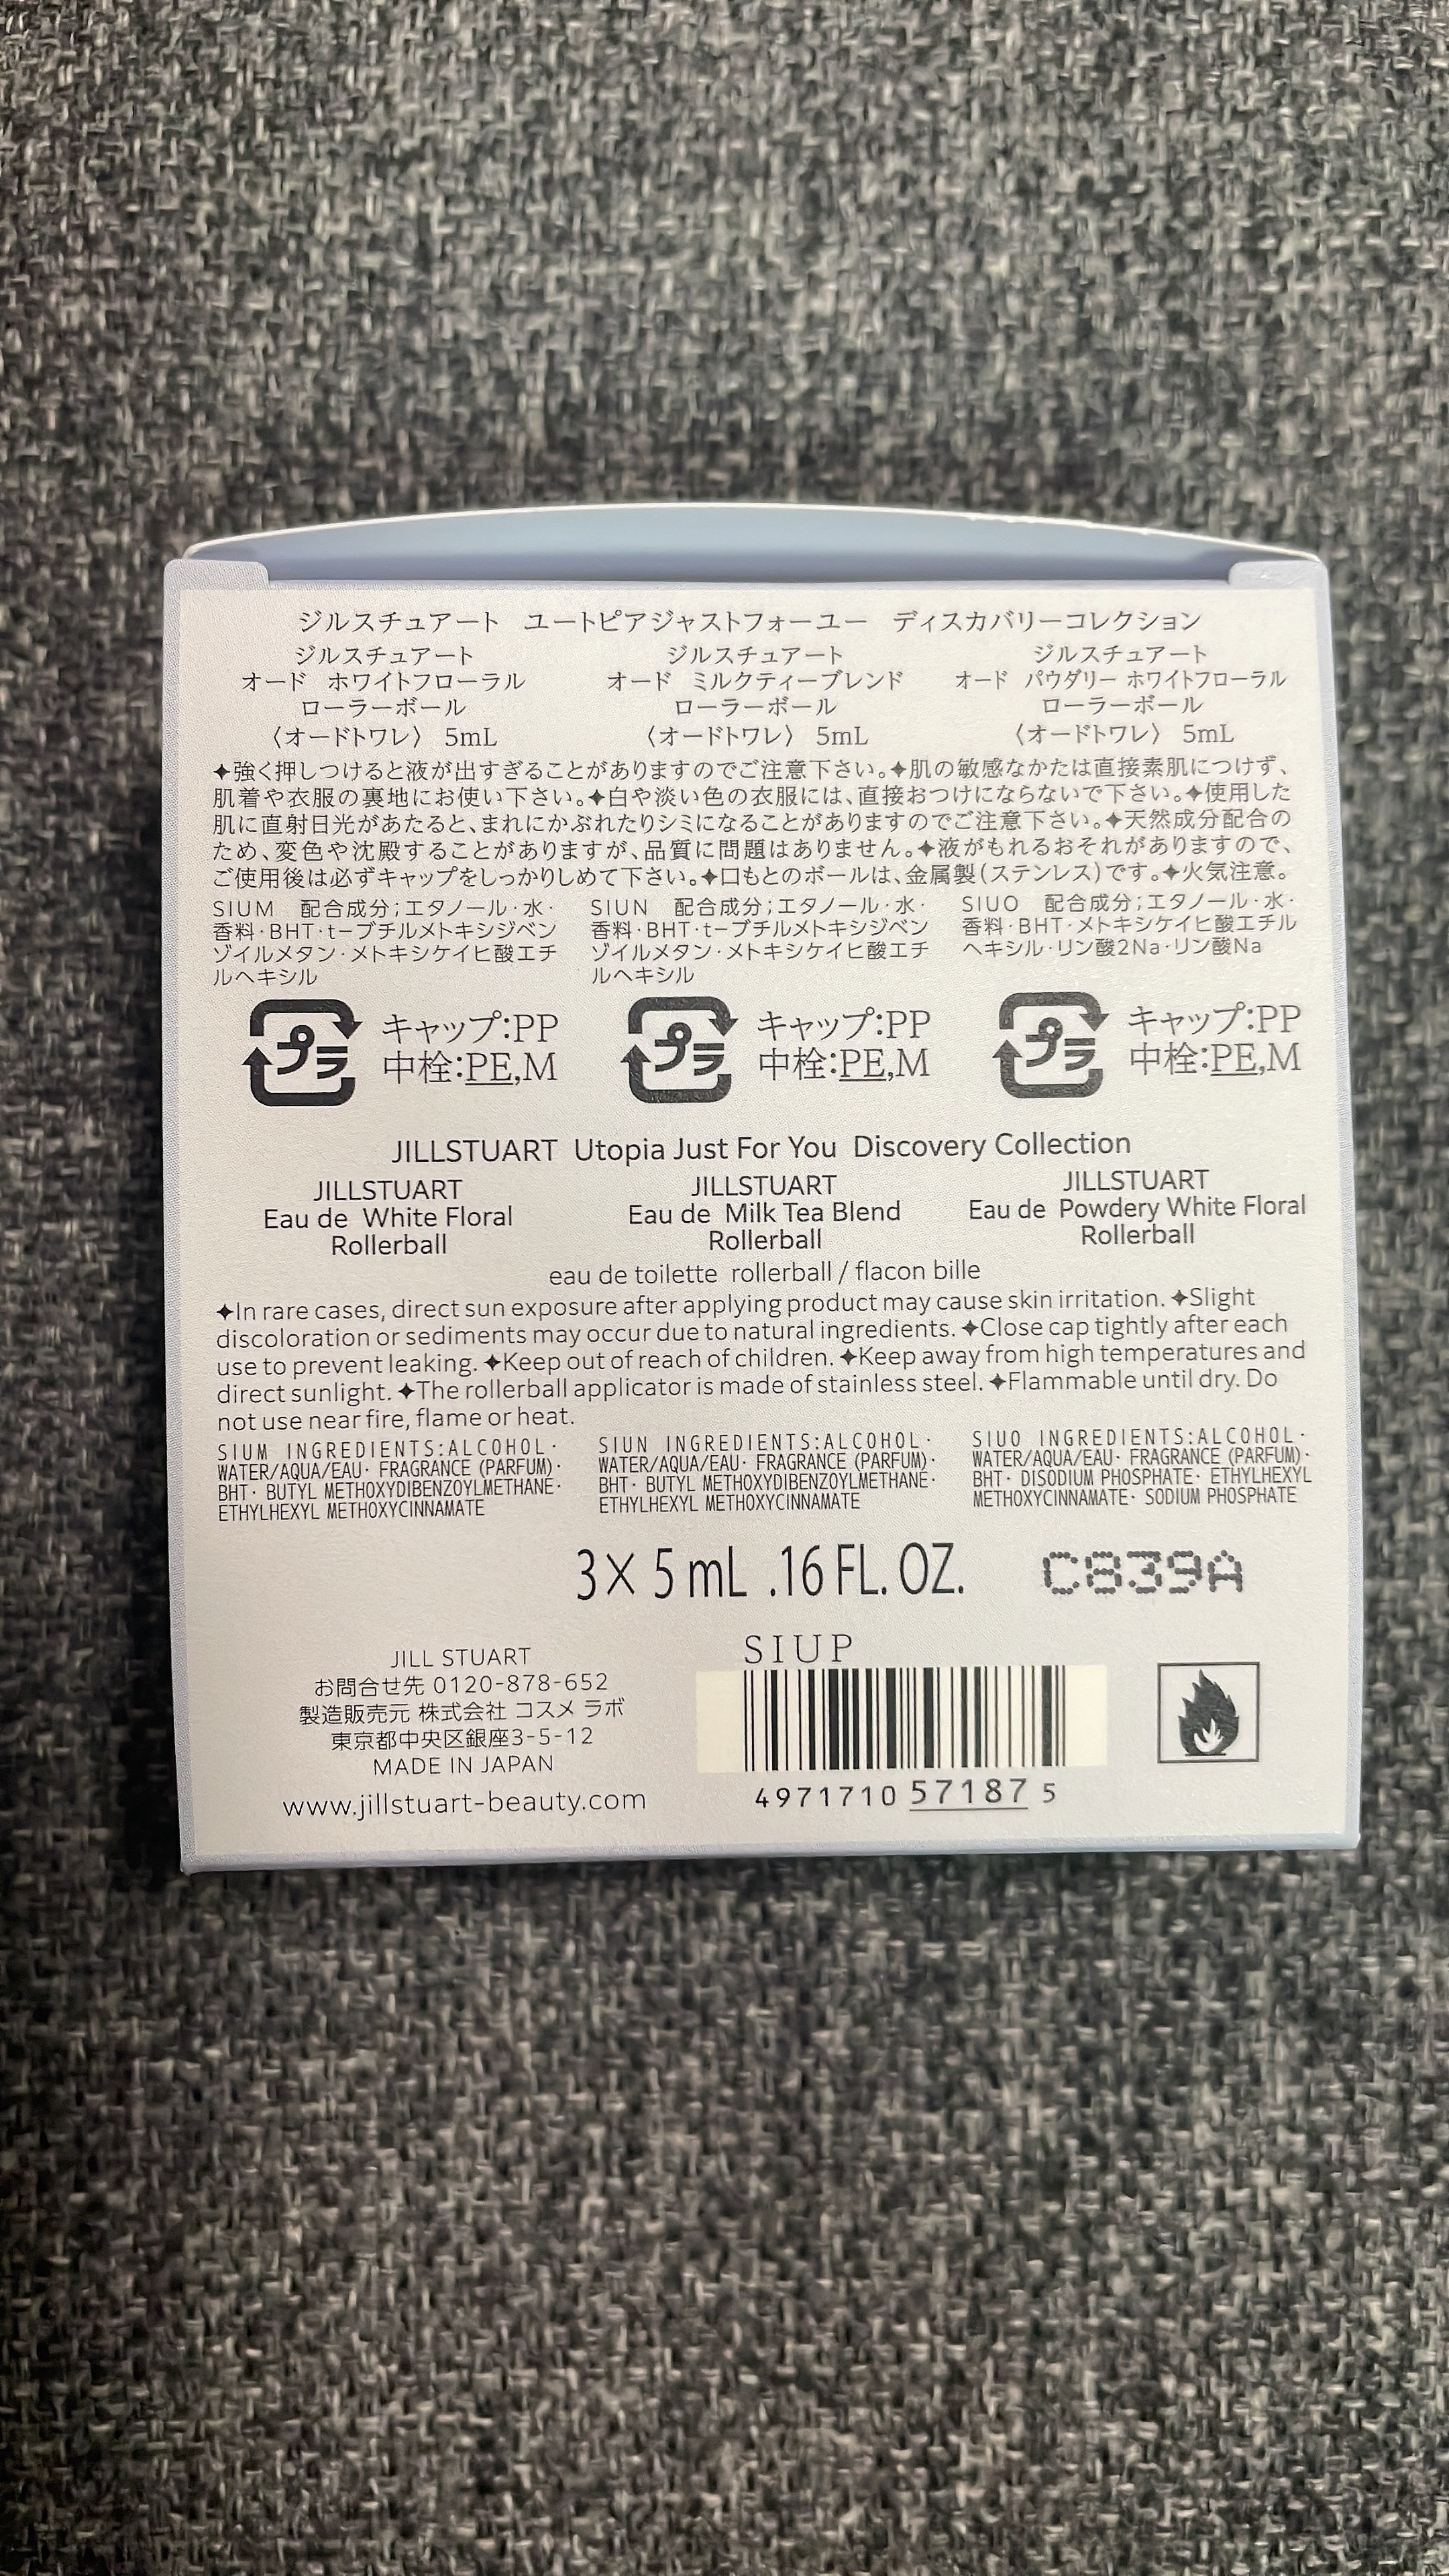 ジルスチュアート ユートピアジャストフォーユー ディスカバリーコレクション
ジルスチュアート
オード ホワイトフローラル
ローラーボール
〈オードトワレ〉 5mL
ジルスチュアート
オード ミルクティーブレンド
ローラーボール
〈オードトワレ〉 5mL
ジルスチュアート
オード パウダリー ホワイトフローラル
ローラーボール
〈オードトワレ〉 5mL
✦強く押しつけると液が出すぎることがありますのでご注意下さい。✦肌の敏感なかたは直接素肌につけず、
肌着や衣服の裏地にお使い下さい。✦白や淡い色の衣服には、直接おつけにならないで下さい。✦使用した
肌に直射日光があたると、まれにかぶれたりシミになることがありますのでご注意下さい。✦天然成分配合の
ため、変色や沈殿することがありますが、品質に問題はありません。✦液がもれるおそれがありますので、
ご使用後は必ずキャップをしっかりしめて下さい。✦口もとのボールは、金属製(ステンレス)です。✦火気注意。
SIUM 配合成分;エタノール・水・
香料・BHT・t-ブチルメトキシジベン
ゾイルメタン・メトキシケイヒ酸エチ
ルヘキシル
SIUN 配合成分;エタノール・水・
香料・BHT・t-ブチルメトキシジベン
ゾイルメタン・メトキシケイヒ酸エチ
ルヘキシル
SIUO 配合成分;エタノール・水・
香料・BHT・メトキシケイヒ酸エチル
ヘキシル・リン酸2Na・リン酸Na
プラ
キャップ:PP
中栓:PE,M
プラ
キャップ:PP
中栓:PE,M
プラ
キャップ:PP
中栓:PE,M
JILLSTUART Utopia Just For You Discovery Collection
JILLSTUART
Eau de White Floral
Rollerball
JILLSTUART
Eau de Milk Tea Blend
Rollerball
JILLSTUART
Eau de Powdery White Floral
Rollerball
eau de toilette rollerball / flacon bille
✦In rare cases, direct sun exposure after applying product may cause skin irritation. ✦Slight
discoloration or sediments may occur due to natural ingredients. ✦Close cap tightly after each
use to prevent leaking. ✦Keep out of reach of children. ✦Keep away from high temperatures and
direct sunlight. ✦The rollerball applicator is made of stainless steel. ✦Flammable until dry. Do
not use near fire, flame or heat.
SIUM INGREDIENTS:ALCOHOL・
WATER/AQUA/EAU・ FRAGRANCE (PARFUM)・
BHT・ BUTYL METHOXYDIBENZOYLMETHANE・
ETHYLHEXYL METHOXYCINNAMATE
SIUN INGREDIENTS:ALCOHOL・
WATER/AQUA/EAU・ FRAGRANCE (PARFUM)・
BHT・ BUTYL METHOXYDIBENZOYLMETHANE・
ETHYLHEXYL METHOXYCINNAMATE
SIUO INGREDIENTS:ALCOHOL・
WATER/AQUA/EAU・ FRAGRANCE (PARFUM)・
BHT・ DISODIUM PHOSPHATE・ ETHYLHEXYL
METHOXYCINNAMATE・ SODIUM PHOSPHATE
3× 5 mL .16 FL. OZ.
C839A
JILL STUART
お問合せ先 0120-878-652
製造販売元 株式会社 コスメ ラボ
東京都中央区銀座3-5-12
MADE IN JAPAN
www.jillstuart-beauty.com
SIUP
4971710 57187 5